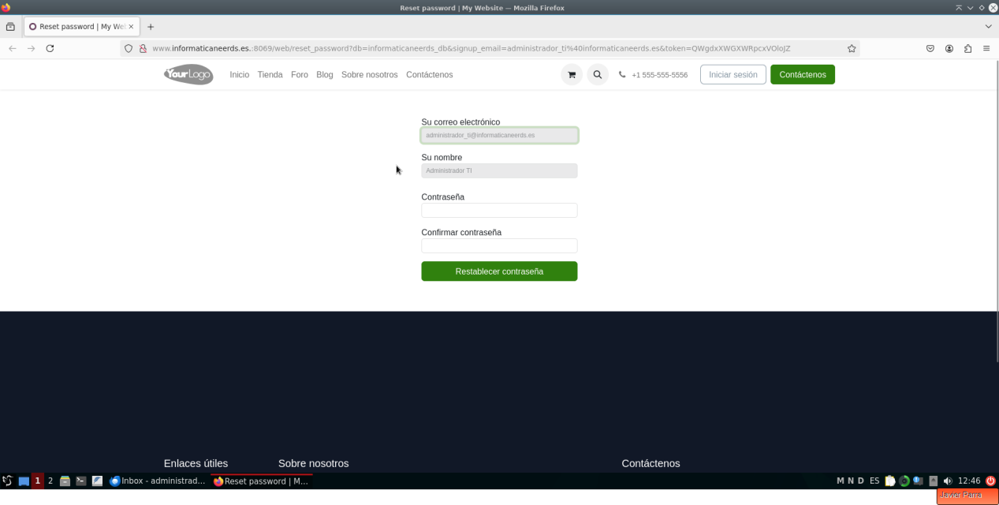 Reset password | My Website — Mozilla Firefox
Reset password | My Web
www.informaticaneerds.es.:8069/web/reset_password?db=informaticaneerds_db&signup_email=administrador_ti%40informaticaneerds.es&token=QWgdxXWGXWRpcxVOloJZ
YourLogo Inicio Tienda Foro Blog Sobre nosotros Contáctenos +1 555-555-5556 Iniciar sesión Contáctenos
Su correo electrónico
administrador_ti@informaticaneerds.es
Su nombre
Administrador TI
Contraseña
Confirmar contraseña
Restablecer contraseña
Enlaces útiles Sobre nosotros Contáctenos
1 2 Inbox - administrad... Reset password | M... M N D ES 12:46
Javier Parra